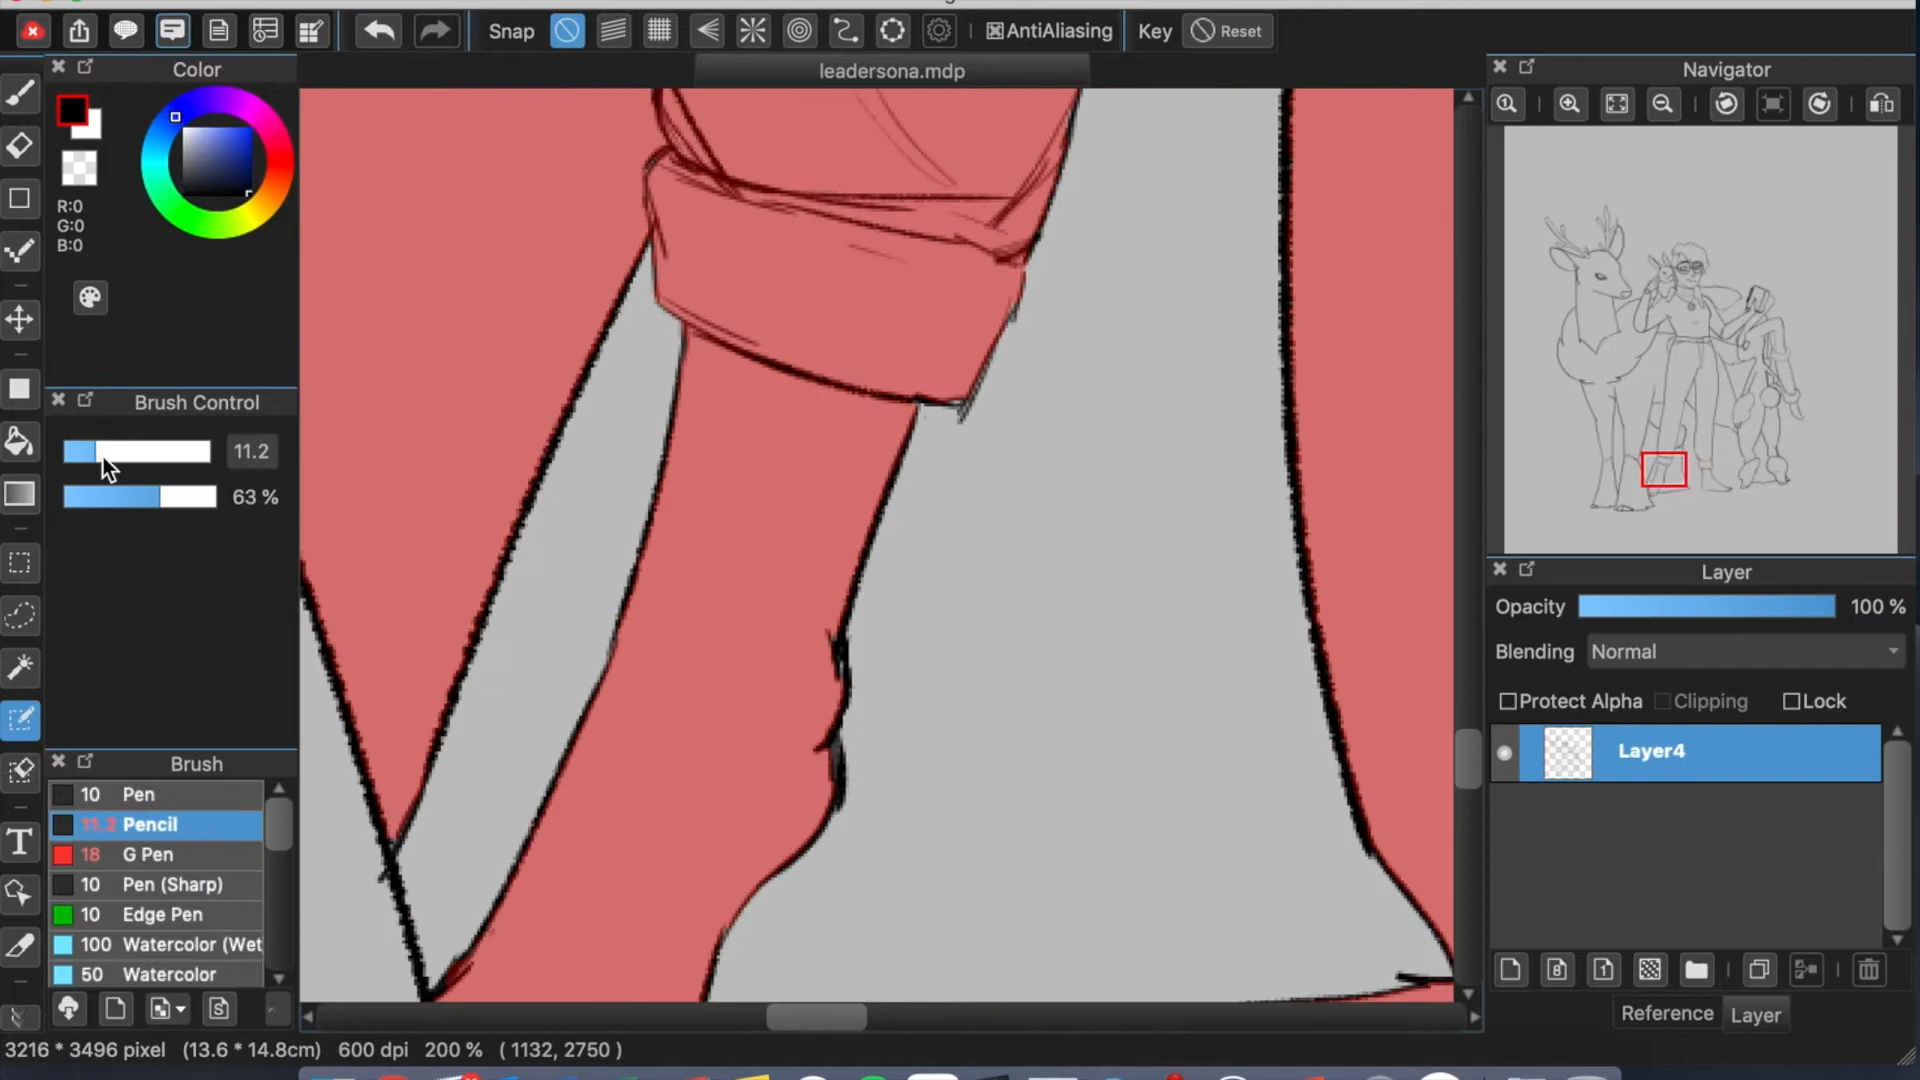 Snap
AntiAliasing
Key
Reset
leadersona.mdp
Color
R:0
G:0
B:0
Brush Control
11.2
63 %
Brush
10 Pen
11.2 Pencil
18 G Pen
10 Pen (Sharp)
10 Edge Pen
100 Watercolor (Wet
50 Watercolor
T
S
Navigator
Layer
Opacity 100 %
Blending Normal
Protect Alpha Clipping Lock
Layer4
8
1
Reference Layer
3216 * 3496 pixel (13.6 * 14.8cm) 600 dpi 200 % ( 1132, 2750 )